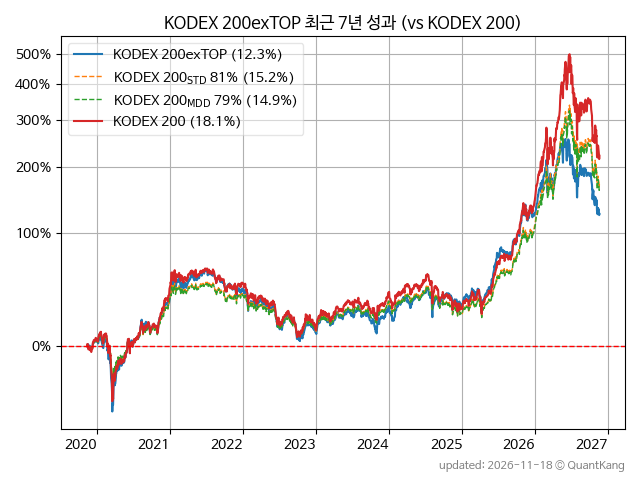 KODEX 200exTOP 최근 7년 성과 (vs KODEX 200)
KODEX 200exTOP (12.3%)
KODEX 200STD 81% (15.2%)
KODEX 200MDD 79% (14.9%)
KODEX 200 (18.1%)
500%
400%
300%
200%
100%
0%
2020 2021 2022 2023 2024 2025 2026 2027
updated: 2026-11-18 © QuantKang